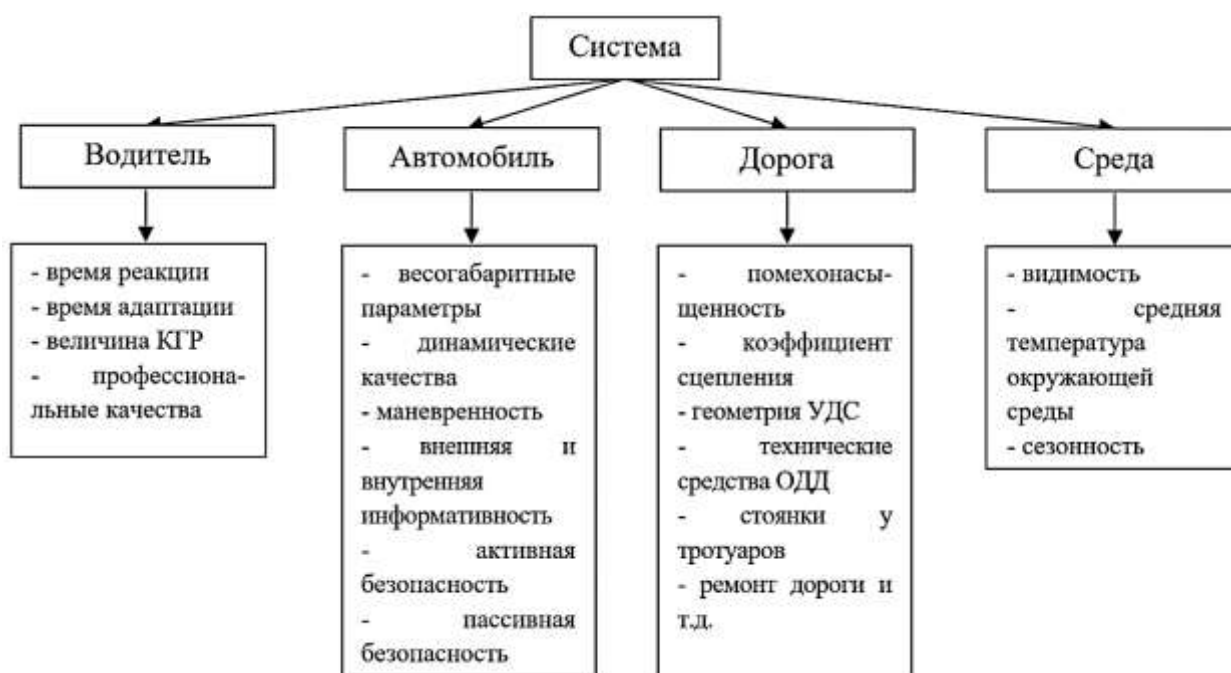 Система
Водитель
Автомобиль
Дорога
Среда
- время реакции
- время адаптации
- величина КГР
- профессиона-
льные качества
- весогабаритные
параметры
- динамические
качества
- маневренность
- внешняя и
внутренняя
информативность
- активная
безопасность
- пассивная
безопасность
- помехонасы-
щенность
- коэффициент
сцепления
- геометрия УДС
- технические
средства ОДД
- стоянки у
тротуаров
- ремонт дороги и
т.д.
- видимость
- средняя
температура
окружающей
среды
- сезонность